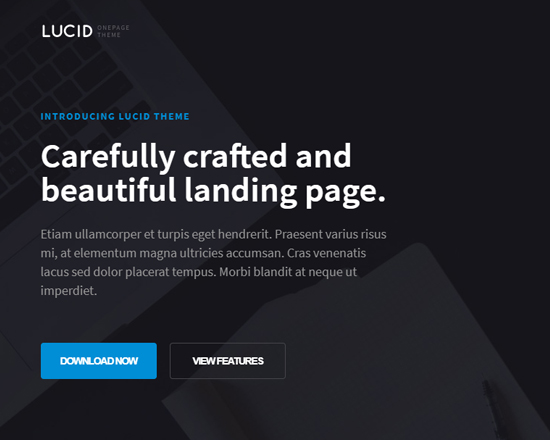 LUCID
ONEPAGE
THEME
INTRODUCING LUCID THEME
Carefully crafted and
beautiful landing page.
Etiam ullamcorper et turpis eget hendrerit. Praesent varius risus
mi, at elementum magna ultricies accumsan. Cras venenatis
lacus sed dolor placerat tempus. Morbi blandit at neque ut
imperdiet.
DOWNLOAD NOW
VIEW FEATURES